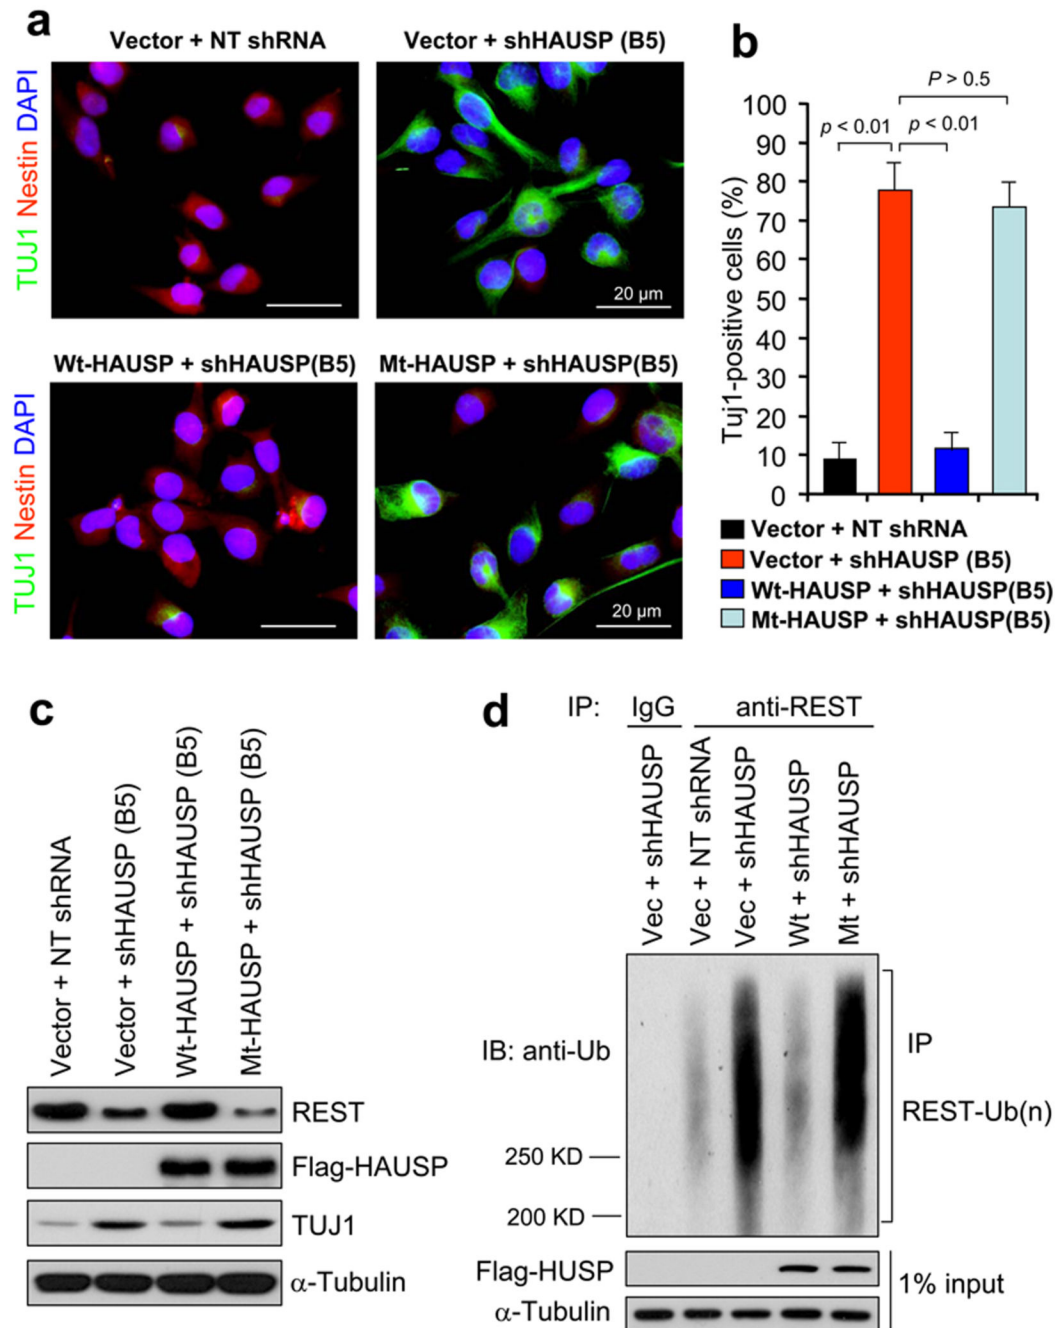 a
Vector + NT shRNA
Vector + shHAUSP (B5)
TUJ1 Nestin DAPI
20 µm
Wt-HAUSP + shHAUSP(B5)
Mt-HAUSP + shHAUSP(B5)
TUJ1 Nestin DAPI
20 µm
b
P > 0.5
p < 0.01
p < 0.01
Tuj1-positive cells (%)
100
90
80
70
60
50
40
30
20
10
0
Vector + NT shRNA
Vector + shHAUSP (B5)
Wt-HAUSP + shHAUSP(B5)
Mt-HAUSP + shHAUSP(B5)
c
Vector + NT shRNA
Vector + shHAUSP (B5)
Wt-HAUSP + shHAUSP (B5)
Mt-HAUSP + shHAUSP (B5)
REST
Flag-HAUSP
TUJ1
α-Tubulin
d
IP: IgG anti-REST
Vec + shHAUSP
Vec + NT shRNA
Vec + shHAUSP
Wt + shHAUSP
Mt + shHAUSP
IB: anti-Ub
IP
REST-Ub(n)
250 KD
200 KD
Flag-HUSP
α-Tubulin
1% input